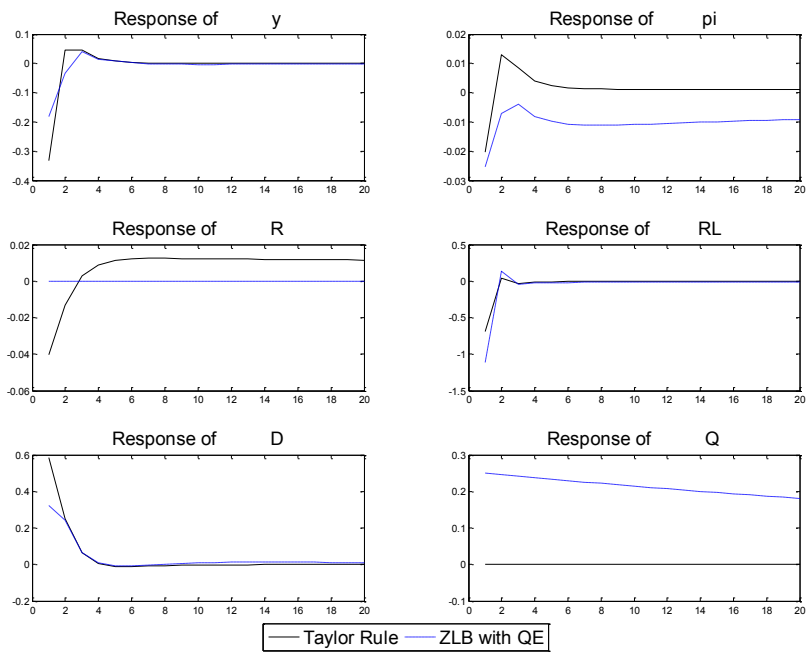 Response of y
0.1
0
-0.1
-0.2
-0.3
-0.4
0 2 4 6 8 10 12 14 16 18 20
Response of pi
0.02
0.01
0
-0.01
-0.02
-0.03
0 2 4 6 8 10 12 14 16 18 20
Response of R
0.02
0
-0.02
-0.04
-0.06
0 2 4 6 8 10 12 14 16 18 20
Response of RL
0.5
0
-0.5
-1
-1.5
0 2 4 6 8 10 12 14 16 18 20
Response of D
0.6
0.4
0.2
0
-0.2
0 2 4 6 8 10 12 14 16 18 20
Response of Q
0.3
0.2
0.1
0
-0.1
0 2 4 6 8 10 12 14 16 18 20
Taylor Rule ZLB with QE